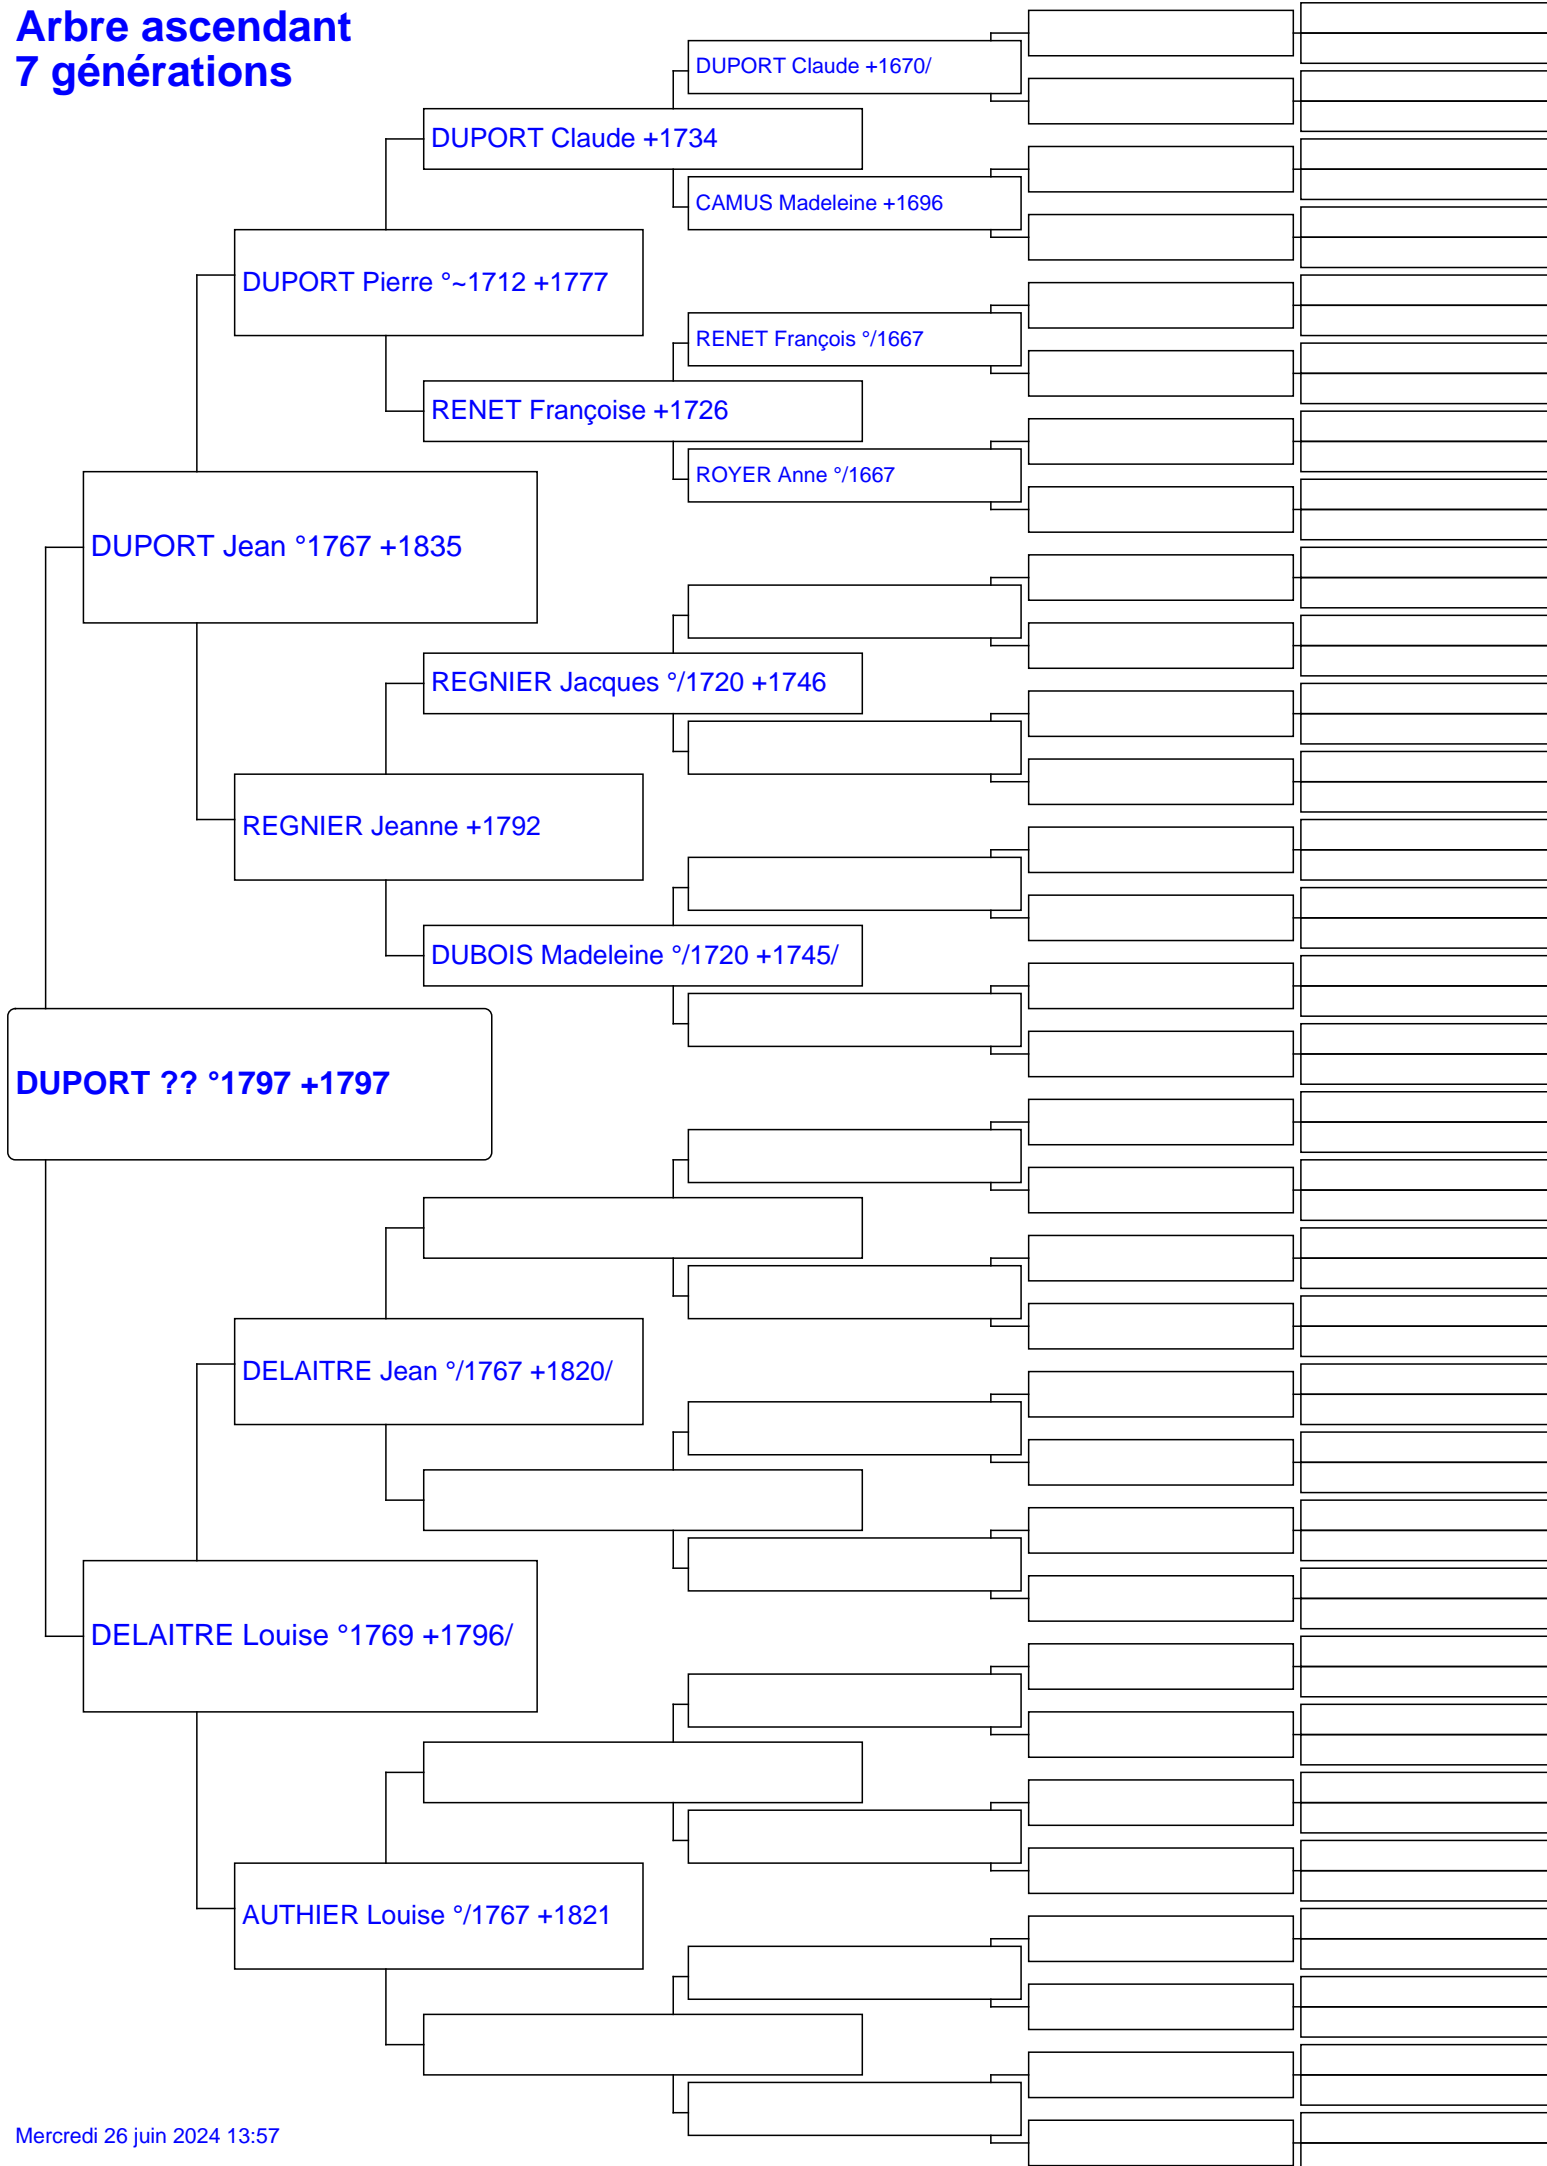 Arbre ascendant
7 générations
DUPORT Claude +1670/
DUPORT Claude +1734
CAMUS Madeleine +1696
DUPORT Pierre °~1712 +1777
RENET François °/1667
RENET Françoise +1726
ROYER Anne °/1667
DUPORT Jean °1767 +1835
REGNIER Jacques °/1720 +1746
REGNIER Jeanne +1792
DUBOIS Madeleine °/1720 +1745/
DUPORT ?? °1797 +1797
DELAITRE Jean °/1767 +1820/
DELAITRE Louise °1769 +1796/
AUTHIER Louise °/1767 +1821
Mercredi 26 juin 2024 13:57